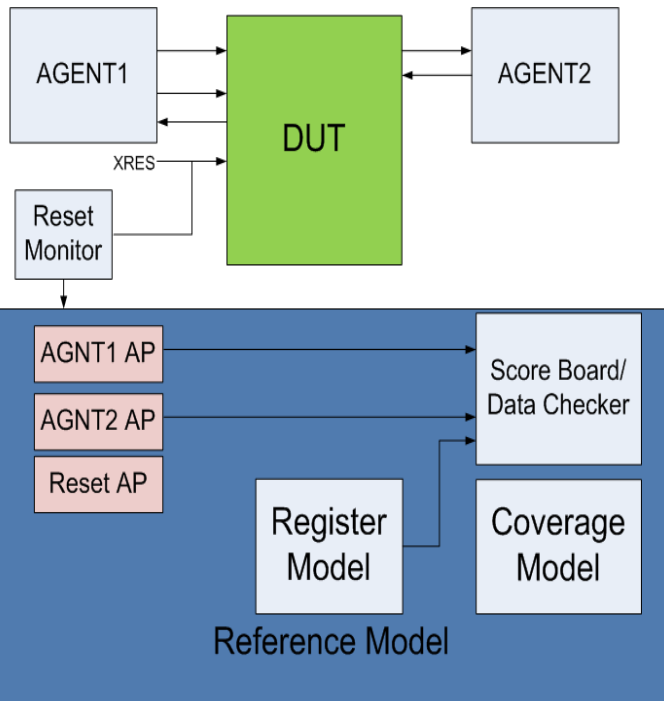 AGENT1
DUT
AGENT2
XRES
Reset
Monitor
AGNT1 AP
AGNT2 AP
Reset AP
Score Board/
Data Checker
Register
Model
Coverage
Model
Reference Model